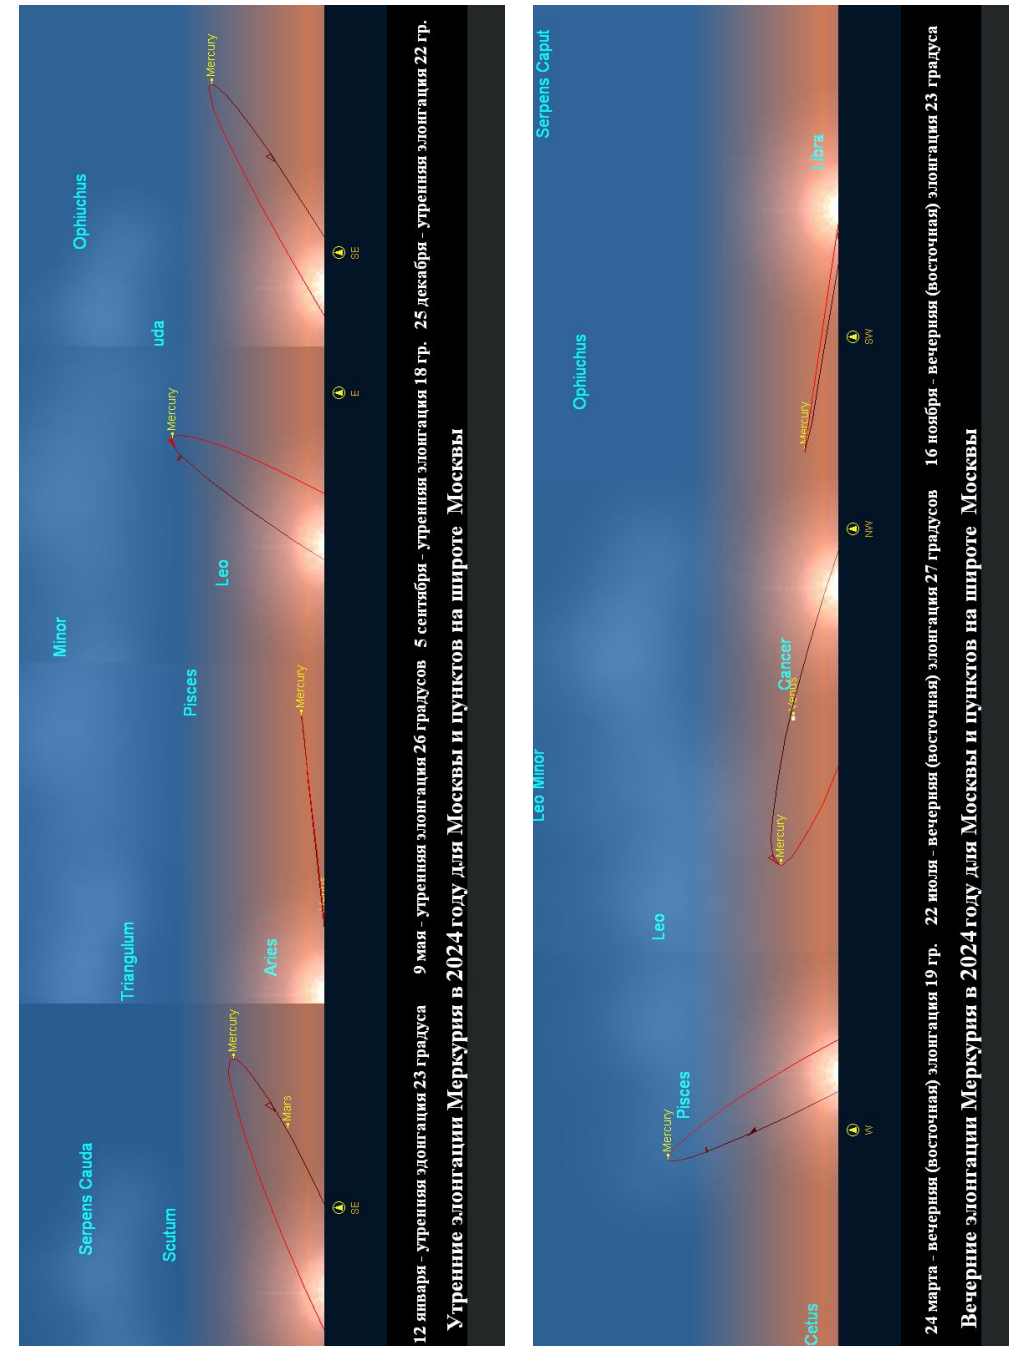 Serpens Cauda
Scutum
Mercury
Mars
SE
Triangulum
Aries
Pisces
Mercury
Minor
Leo
Mercury
E
uda
Ophiuchus
Mercury
SE
12 января - утренняя эдонгация 23 градуса 9 мая - утренняя элонгация 26 градусов 5 сентября - утренняя элонгация 18 гр. 25 декабря - утренняя элонгация 22 гр.
Утренние элонгации Меркурия в 2024 году для Москвы и пунктов на широте Москвы
Cetus
Pisces
Mercury
W
Leo
Leo Minor
Mercury
Venus
Cancer
NW
Ophiuchus
Mercury
SW
Serpens Caput
Libra
24 марта - вечерняя (восточная) элонгация 19 гр. 22 июля - вечерняя (восточная) элонгация 27 градусов 16 ноября - вечерняя (восточная) элонгация 23 градуса
Вечерние элонгации Меркурия в 2024 году для Москвы и пунктов на широте Москвы